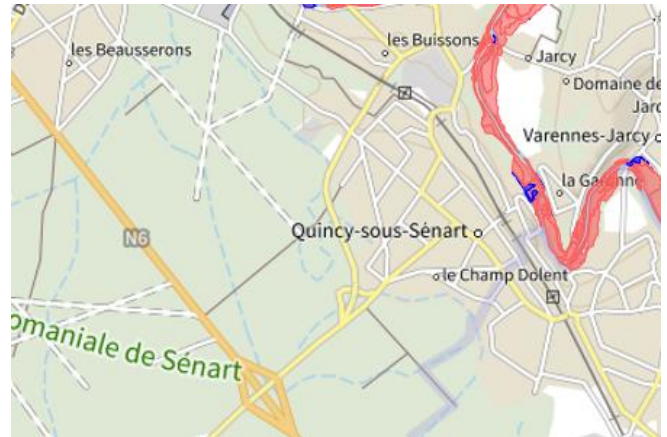 les Buissons
les Beausserons
Jarcy
Domaine de
Jarc
Varennes-Jarcy
la Garenne
N6
Quincy-sous-Sénart
le Champ Dolent
omaniale de Sénart